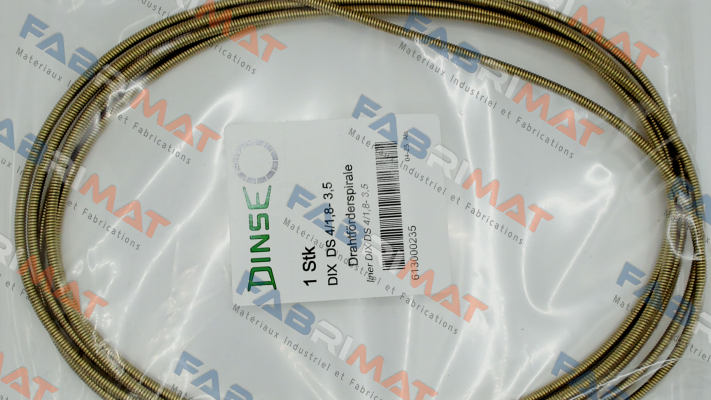 DINSE
1 Stk
DIX DS 4/1,8- 3,5
Drahtförderspirale
liner DIX DS 4/1,8- 3,5
613000235
FABRIMAT
Matériaux Industriel et Fabrications